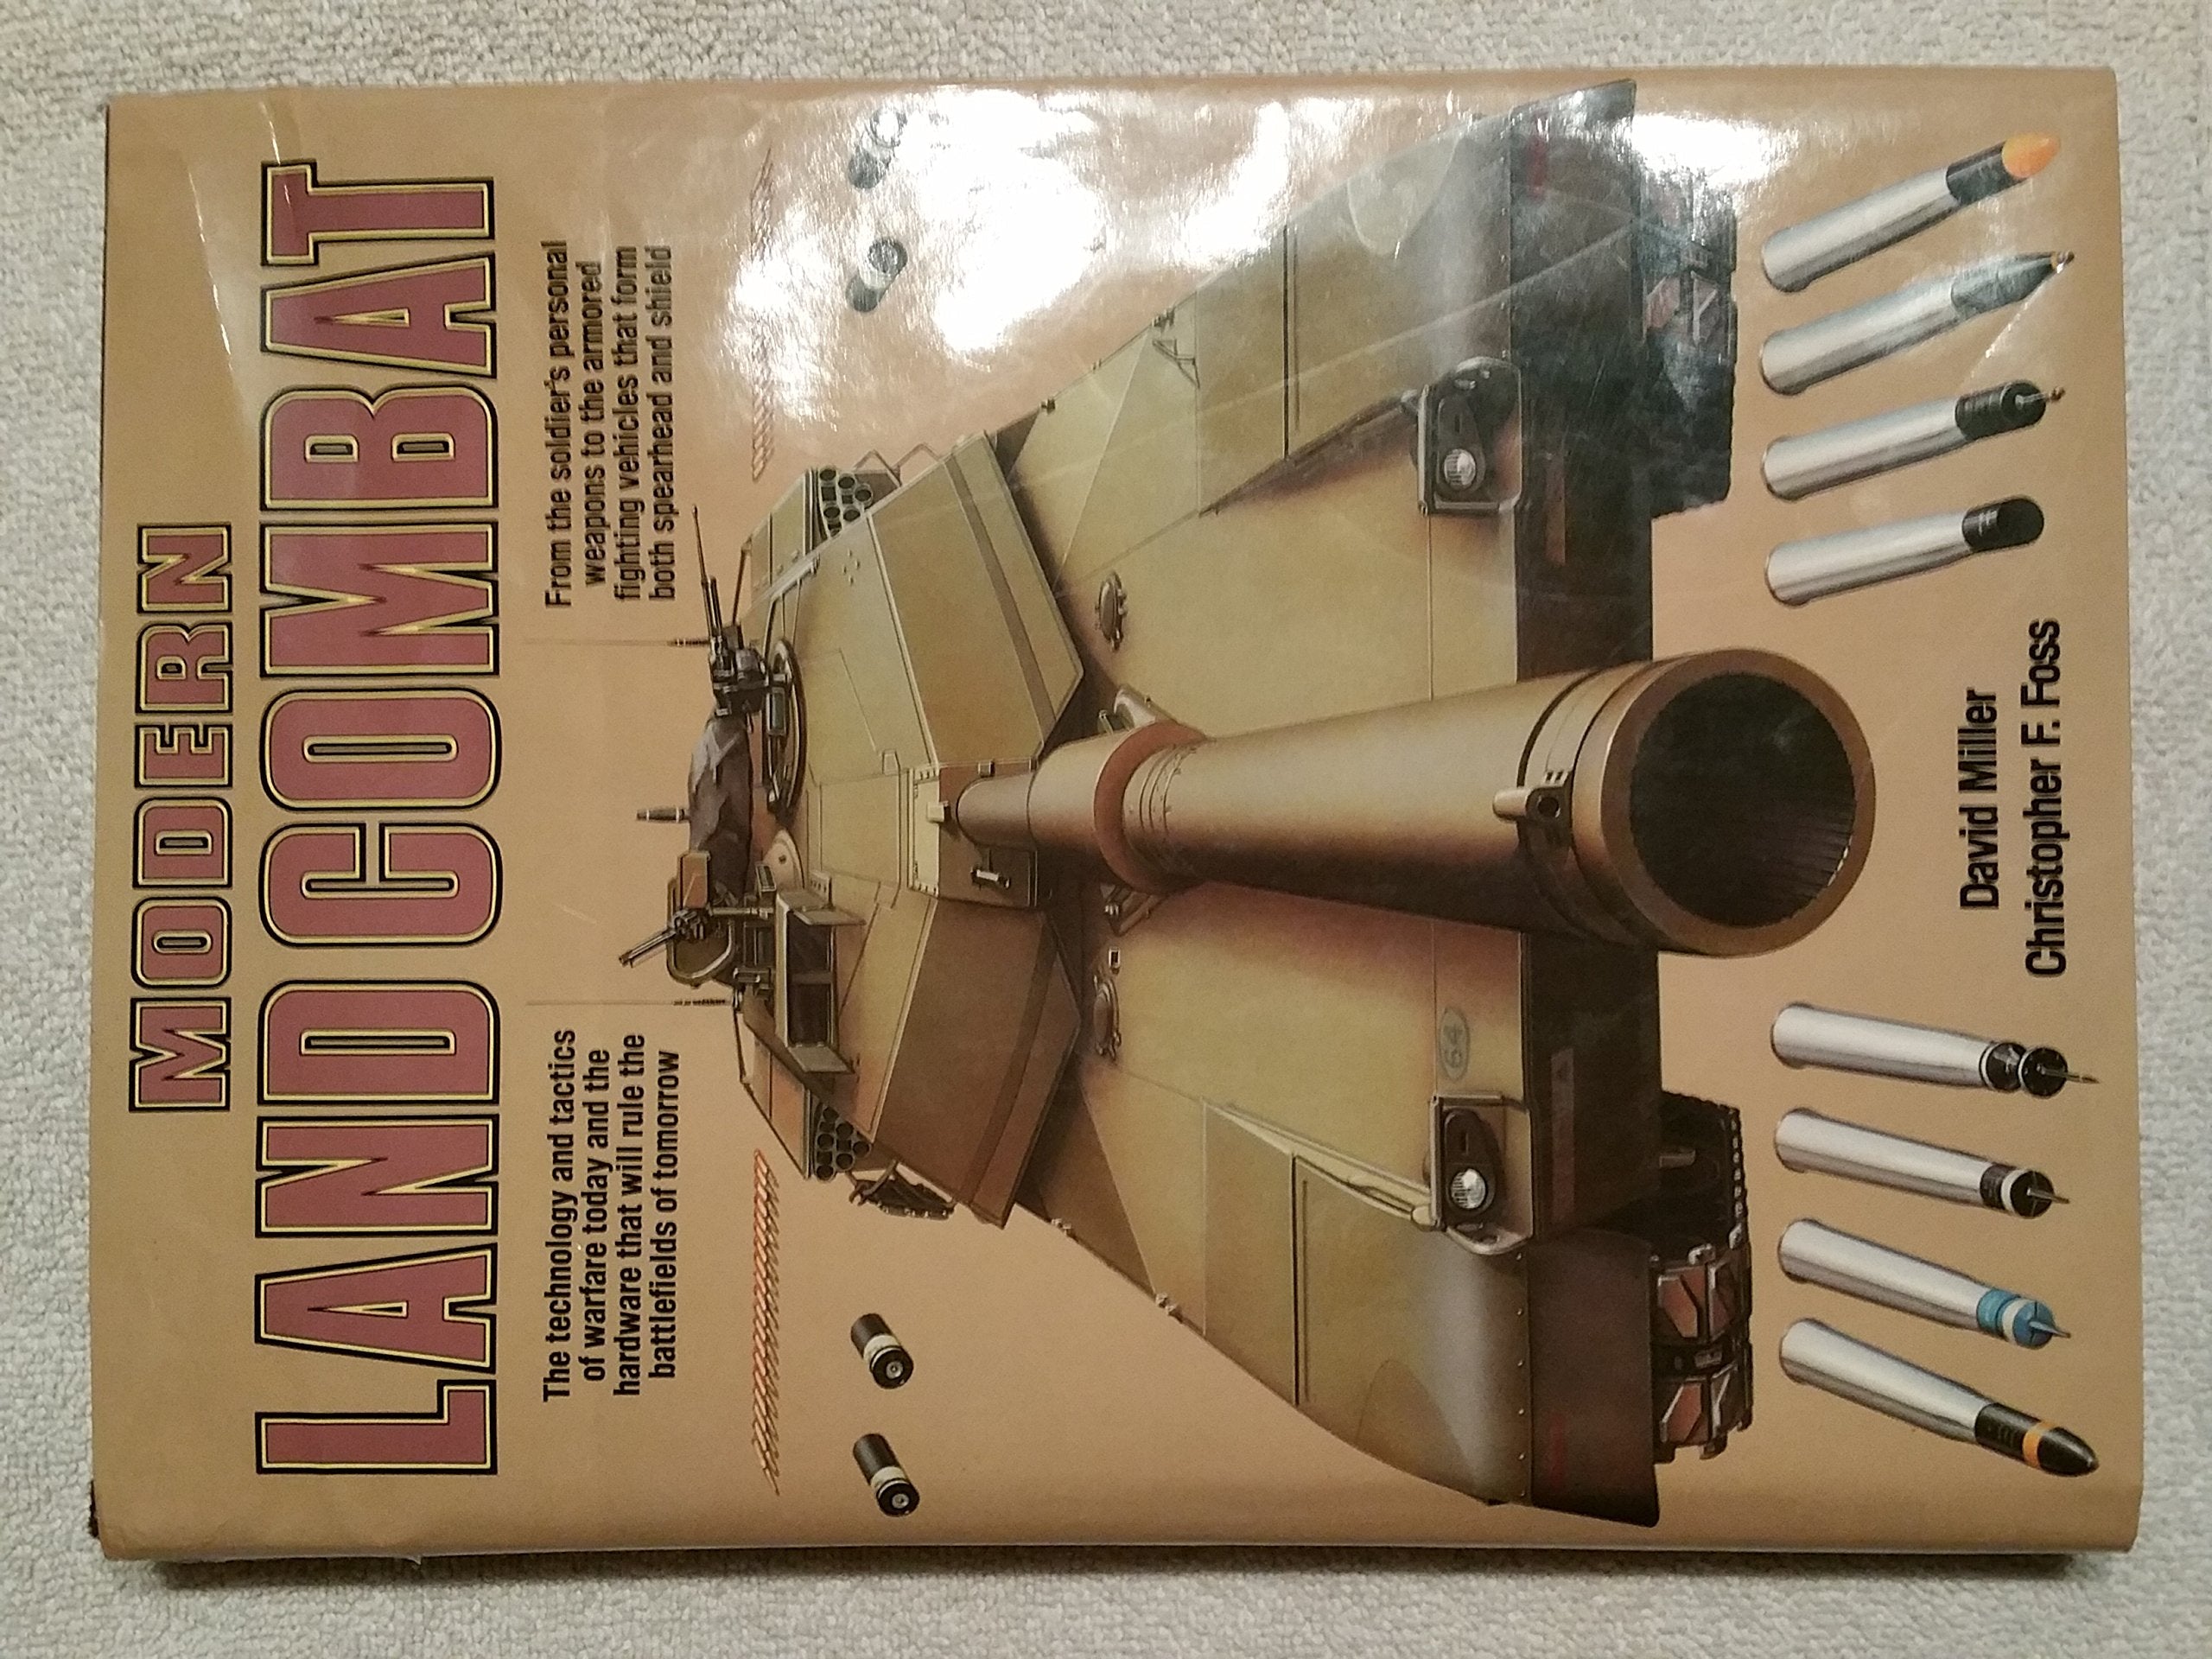 MODERN
LAND COMBAT
The technology and tactics
of warfare today and the
hardware that will rule the
battlefields of tomorrow
From the soldier's personal
weapons to the armored
fighting vehicles that form
both spearhead and shield
64
David Miller
Christopher F. Foss